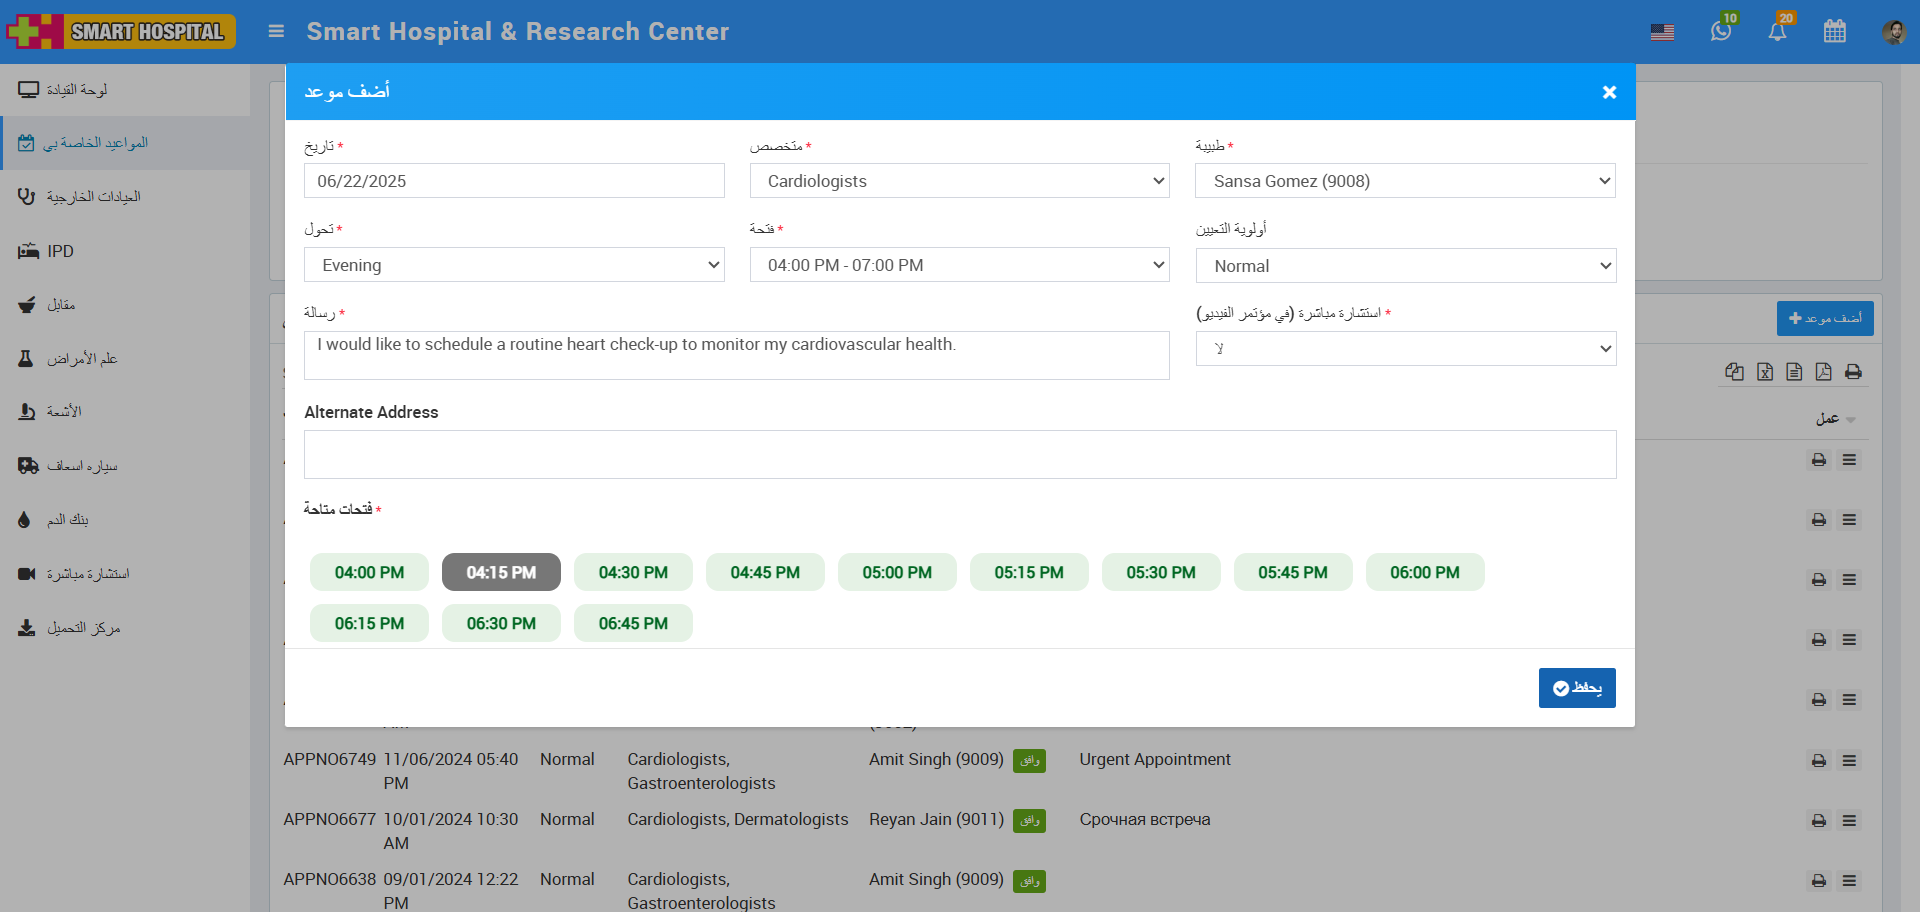 SMART HOSPITAL
Smart Hospital & Research Center
10
20
لوحة القيادة
المواعيد الخاصة بي
العيادات الخارجية
IPD
مقابل
علم الأمراض
الأشعة
سياره اسعاف
بنك الدم
استشارة مباشرة
مركز التحميل
أضف موعد
تاريخ *
06/22/2025
متخصص *
Cardiologists
طبيبة *
Sansa Gomez (9008)
تحول *
Evening
فتحة *
04:00 PM - 07:00 PM
أولوية التعيين
Normal
رسالة *
I would like to schedule a routine heart check-up to monitor my cardiovascular health.
استشارة مباشرة (في مؤتمر الفيديو) *
لا
Alternate Address
فتحات متاحة *
04:00 PM 04:15 PM 04:30 PM 04:45 PM 05:00 PM 05:15 PM 05:30 PM 05:45 PM 06:00 PM
06:15 PM 06:30 PM 06:45 PM
يحفظ
أضف موعد
عمل
APPNO6749 11/06/2024 05:40 PM Normal Cardiologists, Gastroenterologists Amit Singh (9009) وافق Urgent Appointment
APPNO6677 10/01/2024 10:30 AM Normal Cardiologists, Dermatologists Reyan Jain (9011) وافق Срочная встреча
APPNO6638 09/01/2024 12:22 PM Normal Cardiologists, Gastroenterologists Amit Singh (9009) وافق